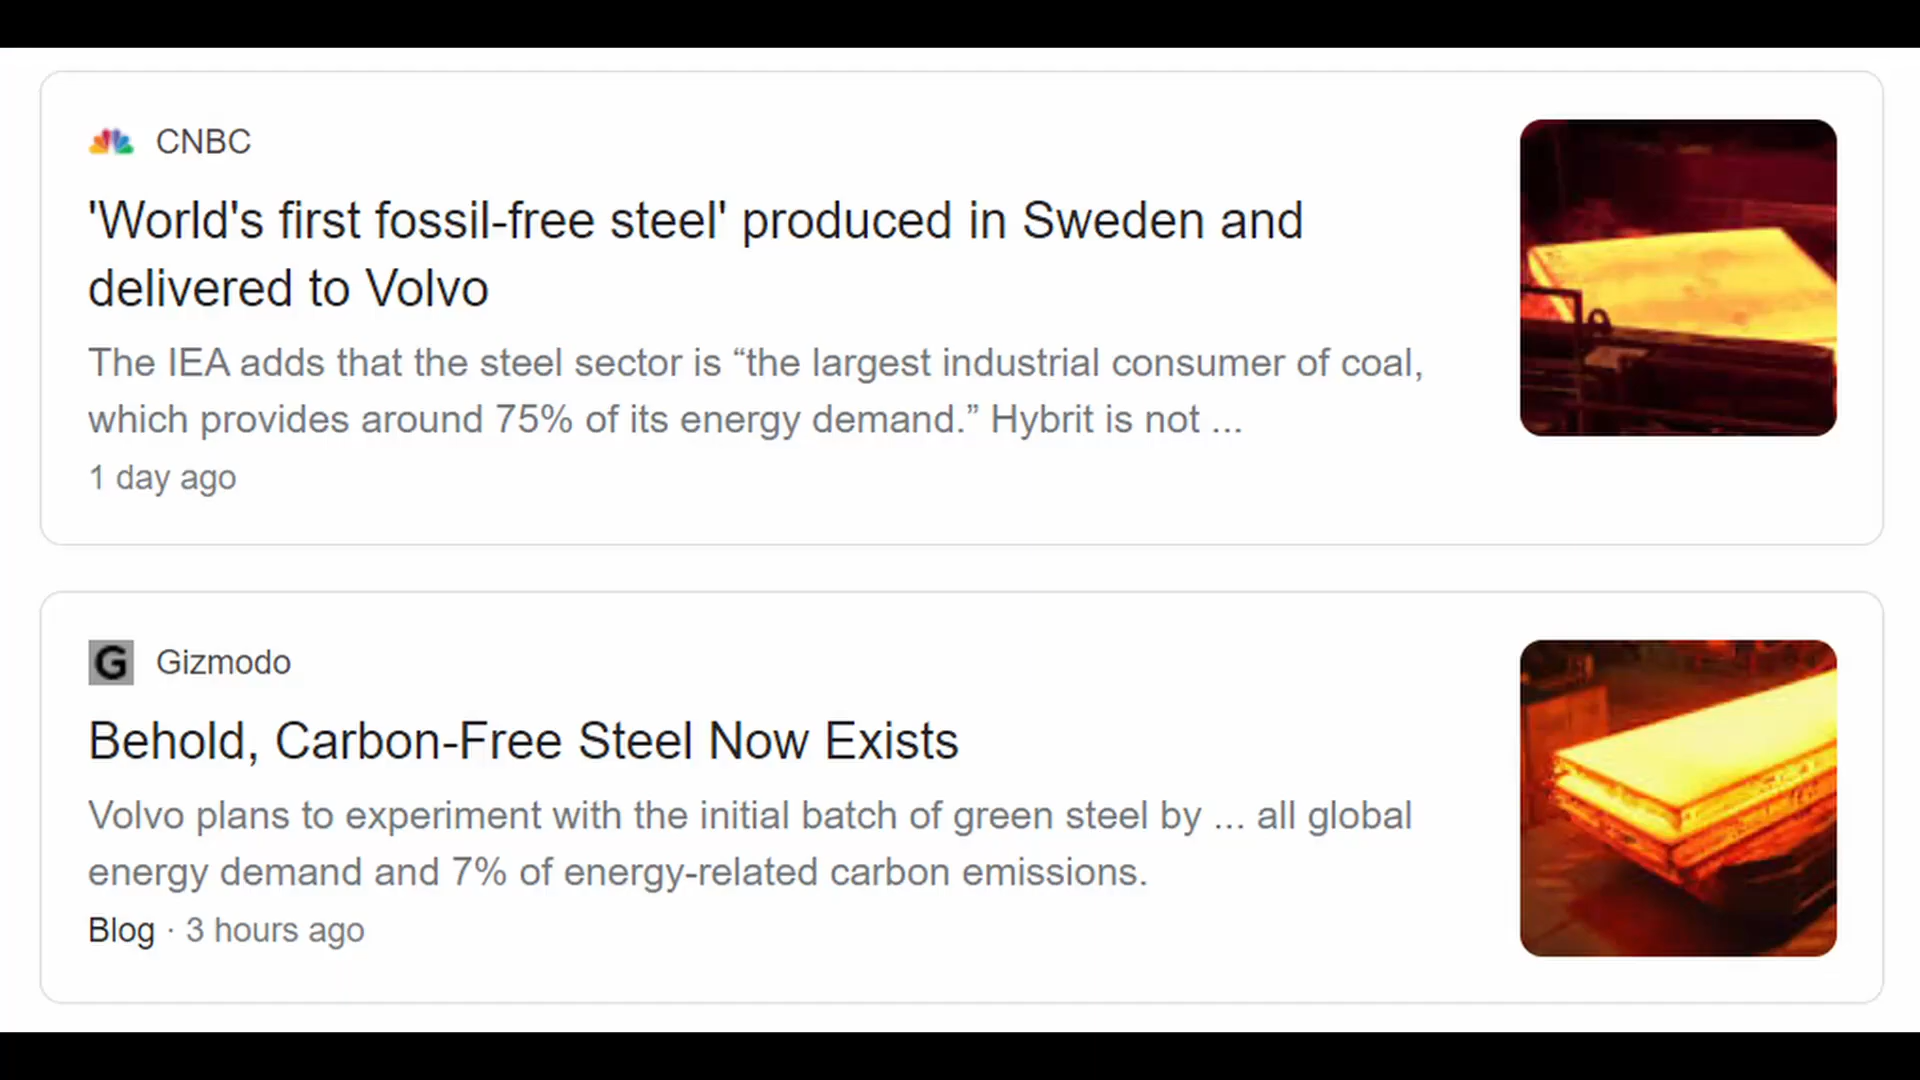 CNBC
'World's first fossil-free steel' produced in Sweden and
delivered to Volvo
The IEA adds that the steel sector is “the largest industrial consumer of coal,
which provides around 75% of its energy demand.” Hybrit is not ...
1 day ago
G Gizmodo
Behold, Carbon-Free Steel Now Exists
Volvo plans to experiment with the initial batch of green steel by ... all global
energy demand and 7% of energy-related carbon emissions.
Blog · 3 hours ago